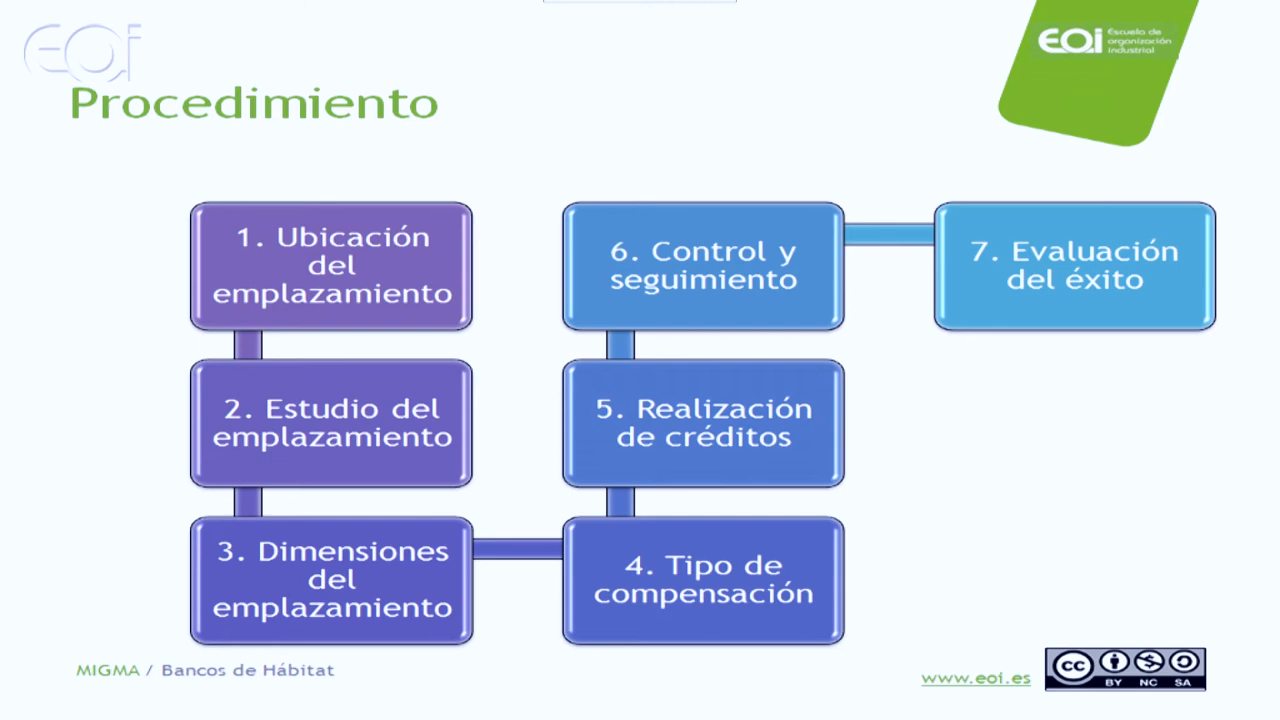 EOi
EOi Escuela de
organización
industrial
Procedimiento
1. Ubicación
del
emplazamiento
2. Estudio del
emplazamiento
3. Dimensiones
del
emplazamiento
4. Tipo de
compensación
5. Realización
de créditos
6. Control y
seguimiento
7. Evaluación
del éxito
MIGMA / Bancos de Hábitat
www.eoi.es
cc
BY NC SA